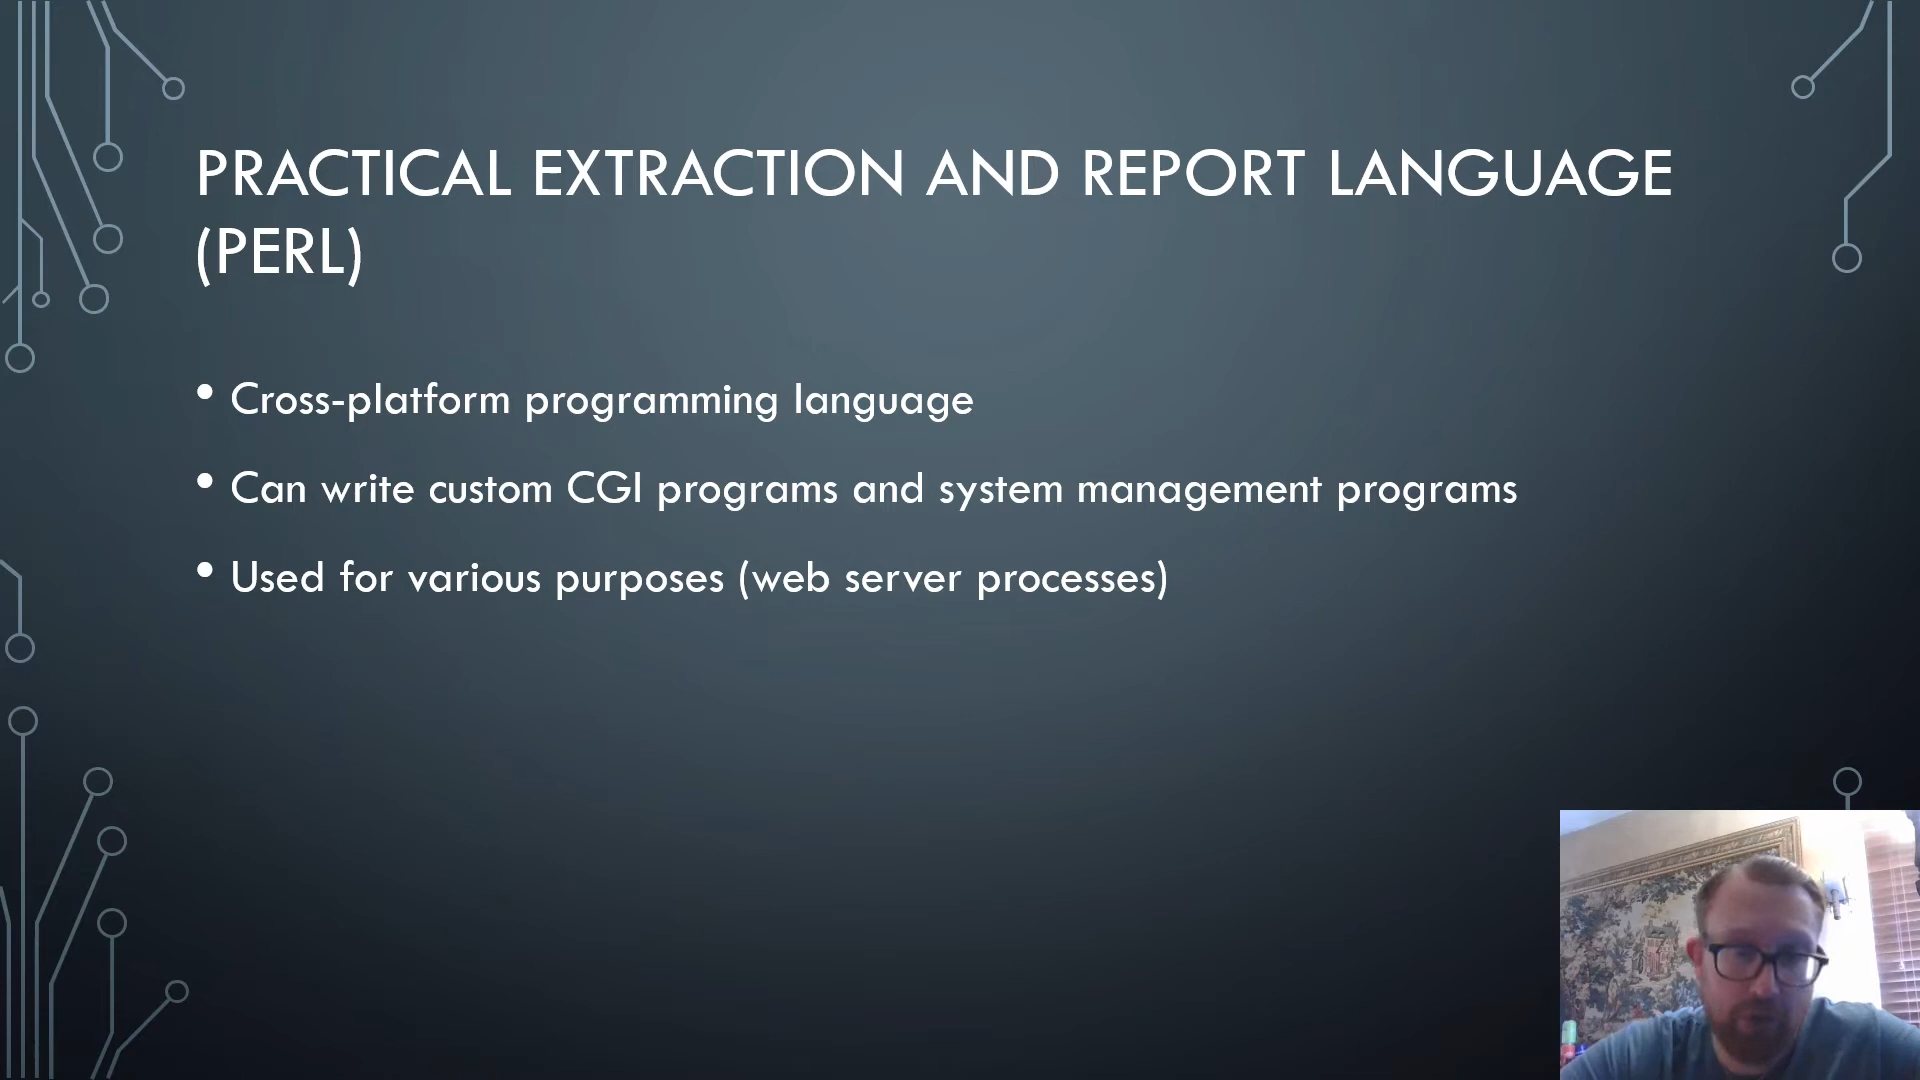 PRACTICAL EXTRACTION AND REPORT LANGUAGE
(PERL)
• Cross-platform programming language
• Can write custom CGI programs and system management programs
• Used for various purposes (web server processes)